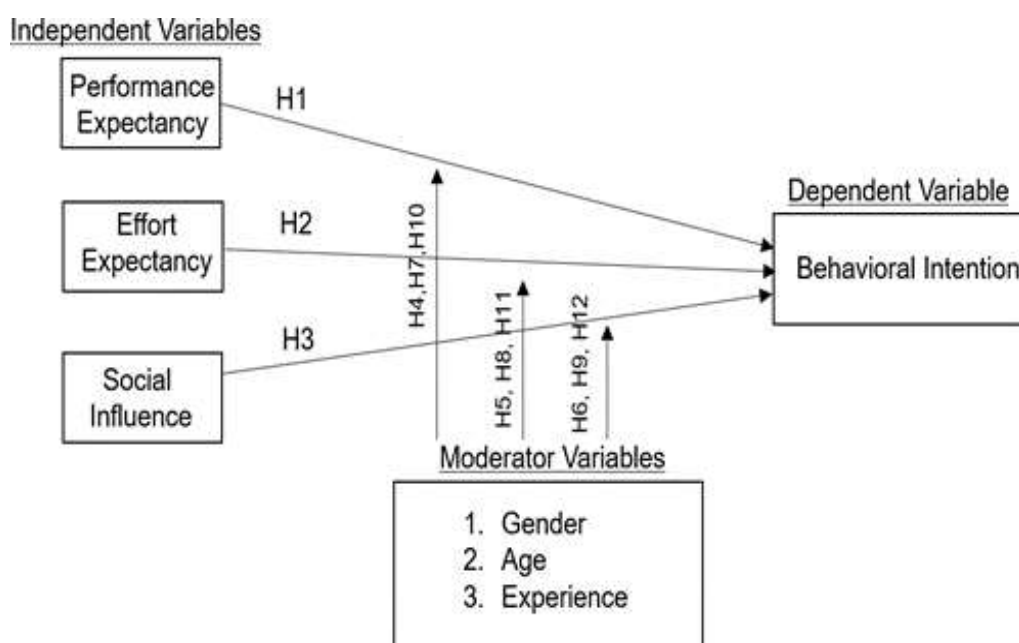 Independent Variables
Performance
Expectancy
H1
Effort
Expectancy
H2
Social
Influence
H3
H4,H7,H10
H5, H8, H11
H6, H9, H12
Dependent Variable
Behavioral Intention
Moderator Variables
1. Gender
2. Age
3. Experience